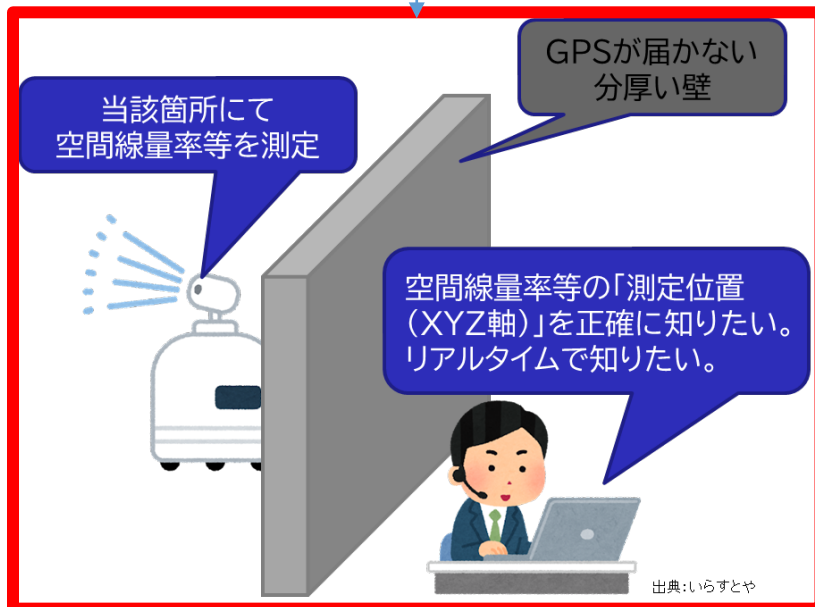 GPSが届かない
分厚い壁
当該箇所にて
空間線量率等を測定
空間線量率等の「測定位置
(XYZ軸)」を正確に知りたい。
リアルタイムで知りたい。
出典:いらすとや